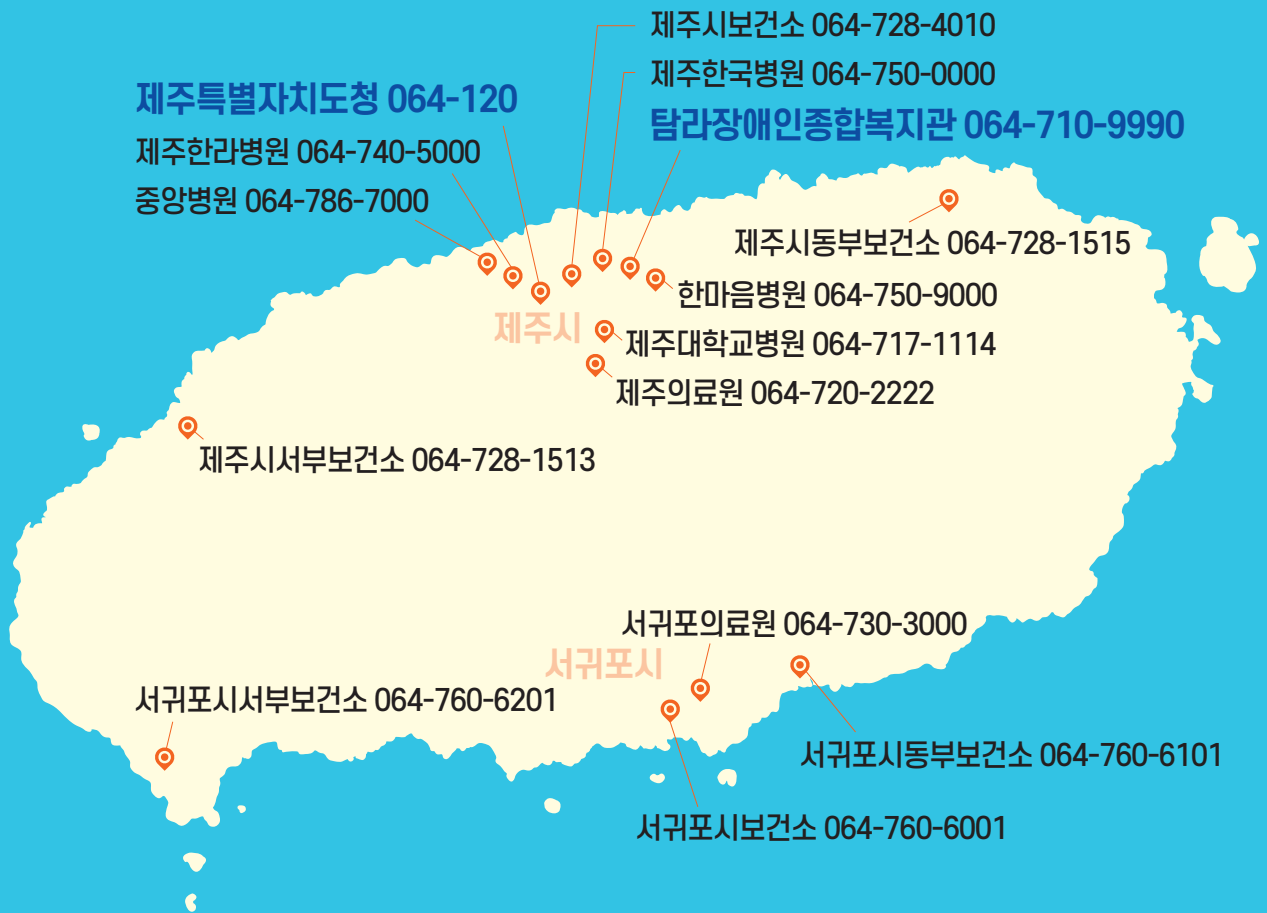 제주시보건소 064-728-4010
제주한국병원 064-750-0000
제주특별자치도청 064-120
탐라장애인종합복지관 064-710-9990
제주한라병원 064-740-5000
중앙병원 064-786-7000
제주시동부보건소 064-728-1515
한마음병원 064-750-9000
제주시
제주대학교병원 064-717-1114
제주의료원 064-720-2222
제주시서부보건소 064-728-1513
서귀포의료원 064-730-3000
서귀포시
서귀포시서부보건소 064-760-6201
서귀포시동부보건소 064-760-6101
서귀포시보건소 064-760-6001